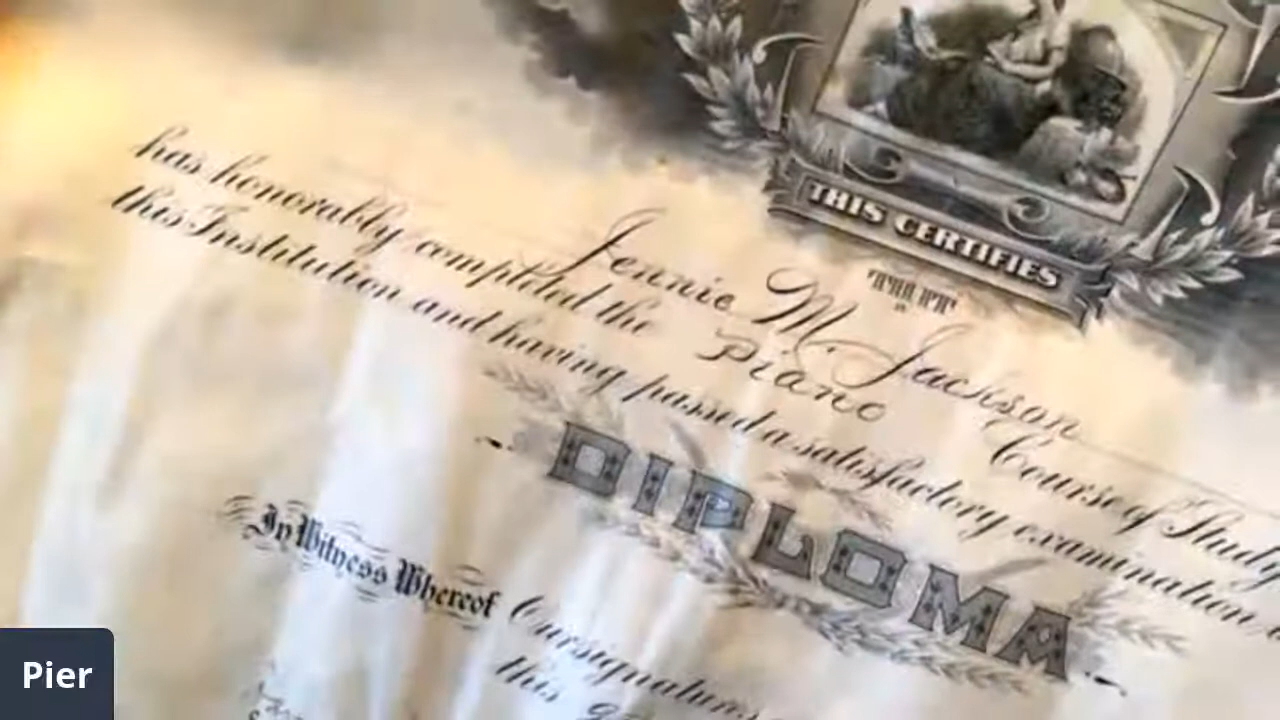 THIS CERTIFIES
THAT
Jennie M. Jackson
has honorably completed the Piano Course of Study
this Institution and having passed a satisfactory examination
DIPLOMA
In Witness Whereof Our signatures
this
Pier